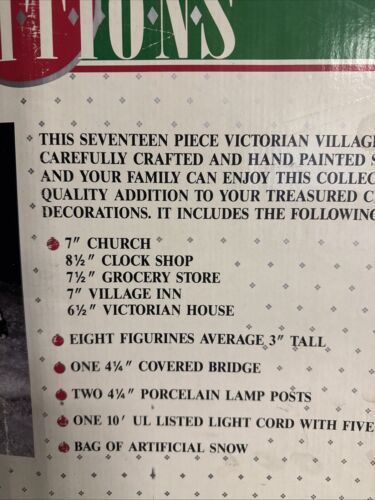 ITIONS
THIS SEVENTEEN PIECE VICTORIAN VILLAGE
CAREFULLY CRAFTED AND HAND PAINTED S
AND YOUR FAMILY CAN ENJOY THIS COLLEC
QUALITY ADDITION TO YOUR TREASURED C
DECORATIONS. IT INCLUDES THE FOLLOWING
7" CHURCH
8½" CLOCK SHOP
7½" GROCERY STORE
7" VILLAGE INN
6½" VICTORIAN HOUSE
EIGHT FIGURINES AVERAGE 3" TALL
ONE 4¼" COVERED BRIDGE
TWO 4¼" PORCELAIN LAMP POSTS
ONE 10' UL LISTED LIGHT CORD WITH FIVE
BAG OF ARTIFICIAL SNOW